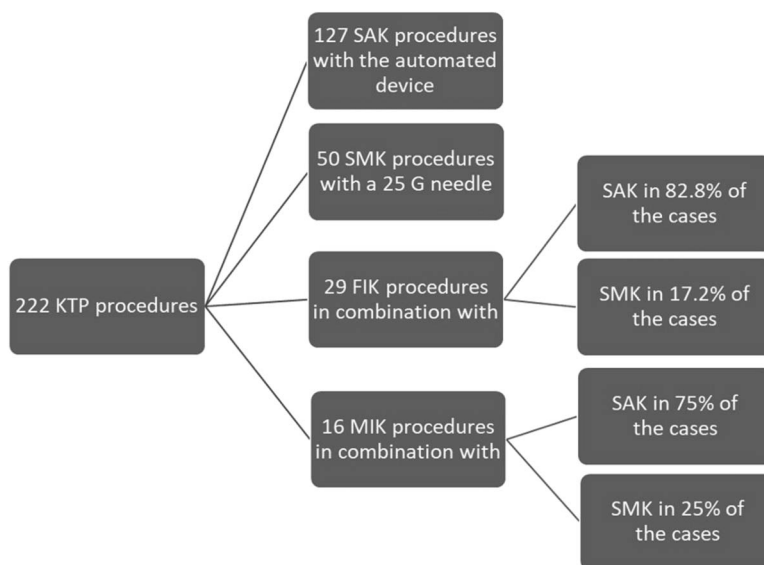 222 KTP procedures
127 SAK procedures
with the automated
device
50 SMK procedures
with a 25 G needle
29 FIK procedures
in combination with
SAK in 82.8% of
the cases
SMK in 17.2% of
the cases
16 MIK procedures
in combination with
SAK in 75% of
the cases
SMK in 25% of
the cases